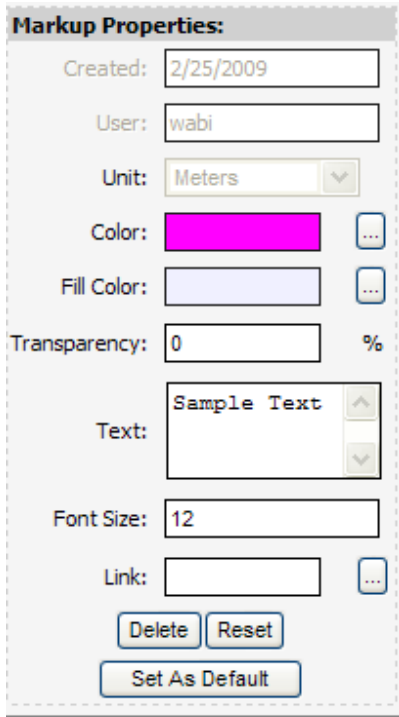 Markup Properties:
Created: 2/25/2009
User: wabi
Unit: Meters
Color: ...
Fill Color: ...
Transparency: 0 %
Text: Sample Text
Font Size: 12
Link: ...
Delete Reset
Set As Default